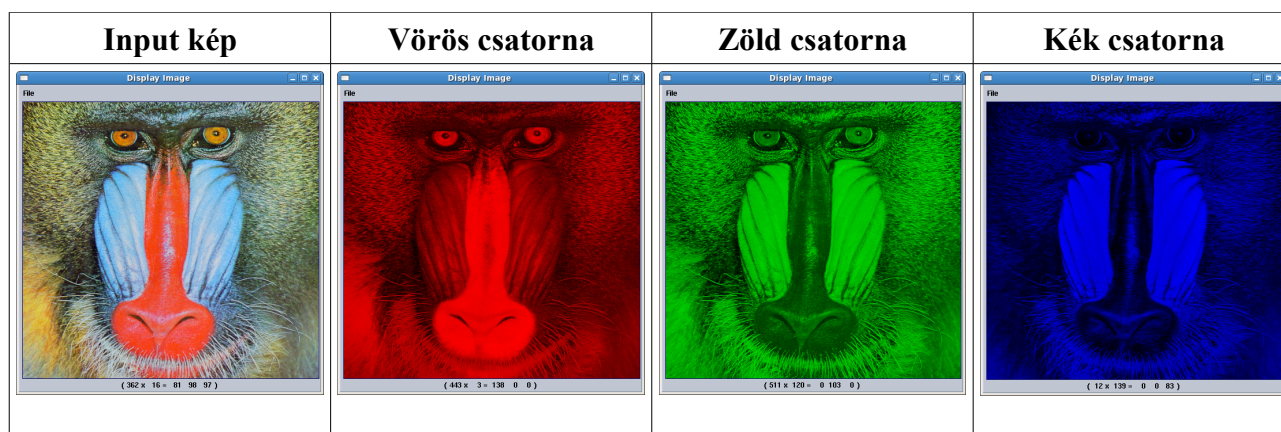 Input kép
Vörös csatorna
Zöld csatorna
Kék csatorna
Display Image
File
( 362 x 16 = 81 98 97 )
Display Image
File
( 443 x 3 = 138 0 0 )
Display Image
File
( 511 x 120 = 0 103 0 )
Display Image
File
( 12 x 139 = 0 0 83 )